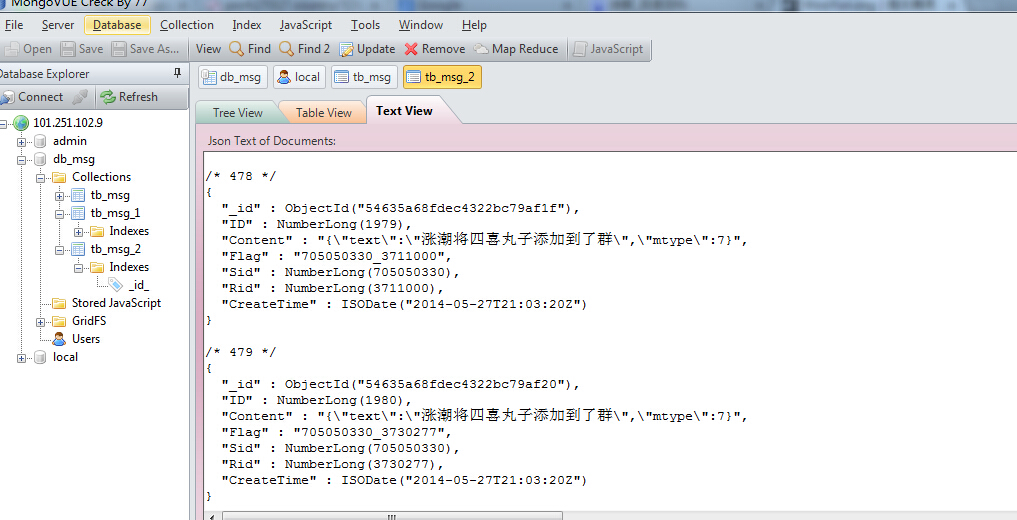 MongoVUE Creck By 77
File Server Database Collection Index JavaScript Tools Window Help
Open Save Save As... View Find Find 2 Update Remove Copy Map Reduce JavaScript
Database Explorer
Connect Refresh
db_msg local tb_msg tb_msg_2
Tree View Table View Text View
Json Text of Documents:
101.251.102.9
admin
db_msg
Collections
tb_msg
tb_msg_1
Indexes
tb_msg_2
Indexes
_id_
Stored JavaScript
GridFS
Users
local
/* 478 */
{
"_id" : ObjectId("54635a68fdec4322bc79af1f"),
"ID" : NumberLong(1979),
"Content" : "{\"text\":\"涨潮将四喜丸子添加到了群\",\"mtype\":7}",
"Flag" : "705050330_3711000",
"Sid" : NumberLong(705050330),
"Rid" : NumberLong(3711000),
"CreateTime" : ISODate("2014-05-27T21:03:20Z")
}
/* 479 */
{
"_id" : ObjectId("54635a68fdec4322bc79af20"),
"ID" : NumberLong(1980),
"Content" : "{\"text\":\"涨潮将四喜丸子添加到了群\",\"mtype\":7}",
"Flag" : "705050330_3730277",
"Sid" : NumberLong(705050330),
"Rid" : NumberLong(3730277),
"CreateTime" : ISODate("2014-05-27T21:03:20Z")
}